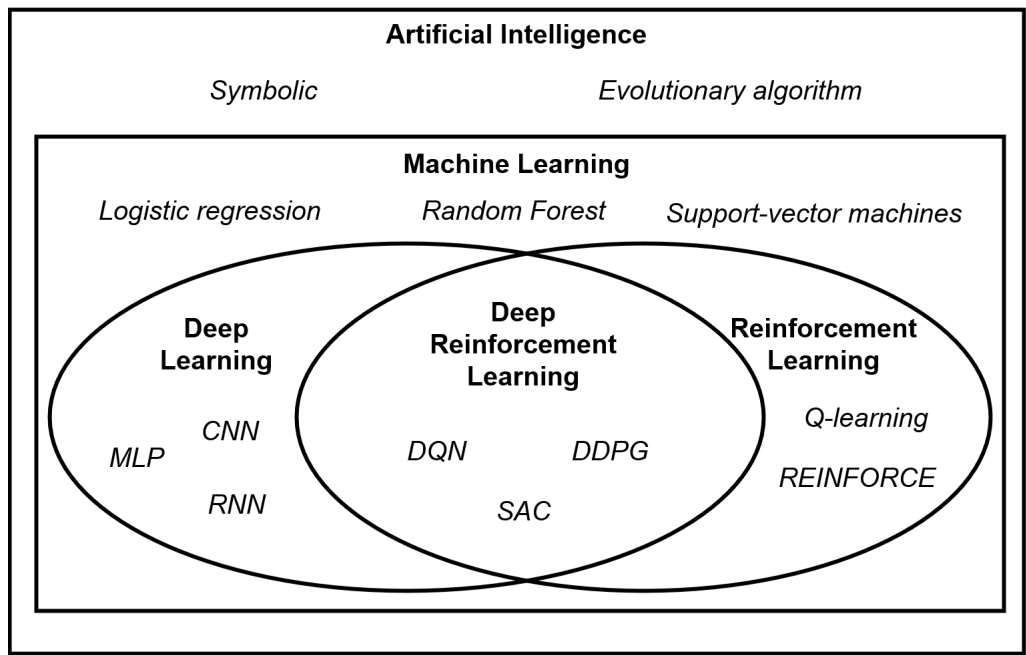 Artificial Intelligence
Symbolic
Evolutionary algorithm
Machine Learning
Logistic regression
Random Forest
Support-vector machines
Deep
Learning
CNN
MLP
RNN
Deep
Reinforcement
Learning
DQN
DDPG
SAC
Reinforcement
Learning
Q-learning
REINFORCE